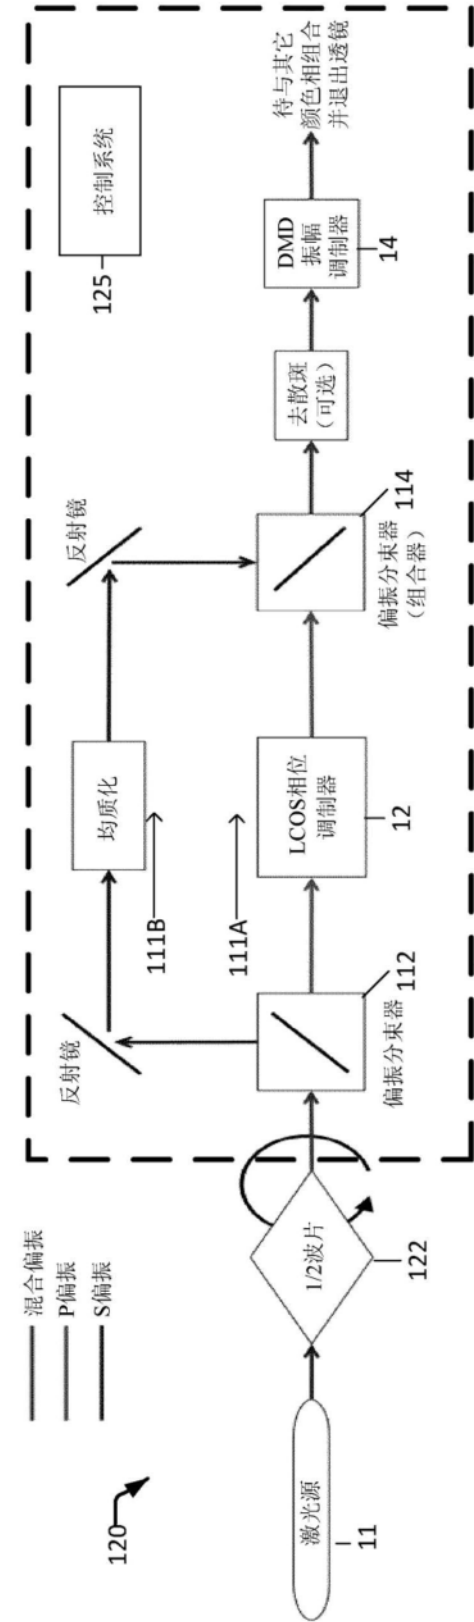 120
混合偏振
P偏振
S偏振
125
控制系统
反射镜
均质化
反射镜
111B
111A
激光源
11
1/2波片
122
偏振分束器
112
LCOS相位
调制器
12
偏振分束器
（组合器）
114
去散斑
（可选）
DMD
振幅
调制器
14
待与其它
颜色相组合
并退出透镜